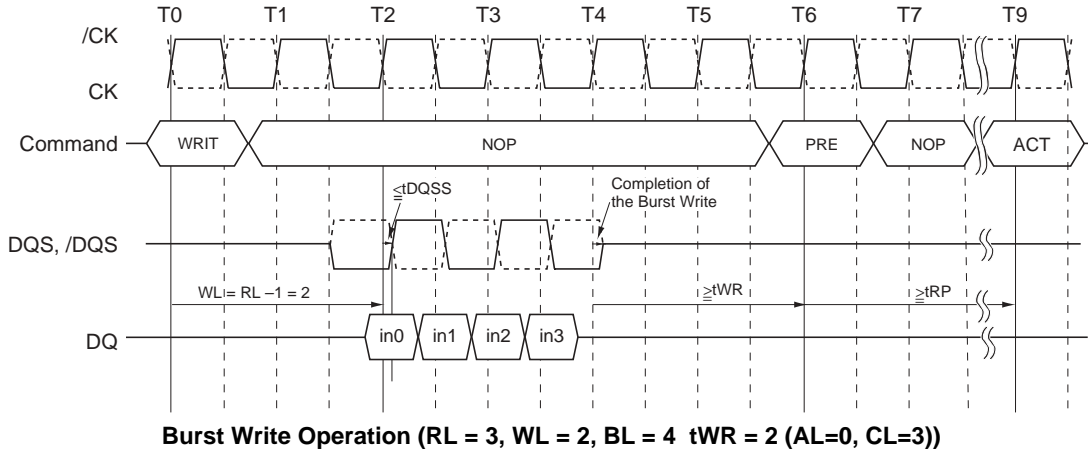 T0 T1 T2 T3 T4 T5 T6 T7 T9
/CK
CK
Command WRIT NOP PRE NOP ACT
≦tDQSS
Completion of
the Burst Write
DQS, /DQS
WL = RL –1 = 2 ≧tWR ≧tRP
DQ in0 in1 in2 in3
Burst Write Operation (RL = 3, WL = 2, BL = 4 tWR = 2 (AL=0, CL=3))